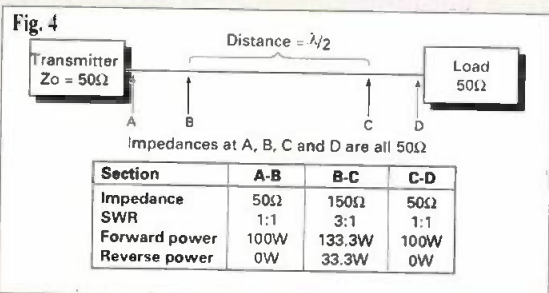 Fig. 4
Distance = λ/2
Transmitter
Zo = 50Ω
Load
50Ω
A
B
C
D
Impedances at A, B, C and D are all 50Ω
Section A-B B-C C-D
Impedance 50Ω 150Ω 50Ω
SWR 1:1 3:1 1:1
Forward power 100W 133.3W 100W
Reverse power 0W 33.3W 0W